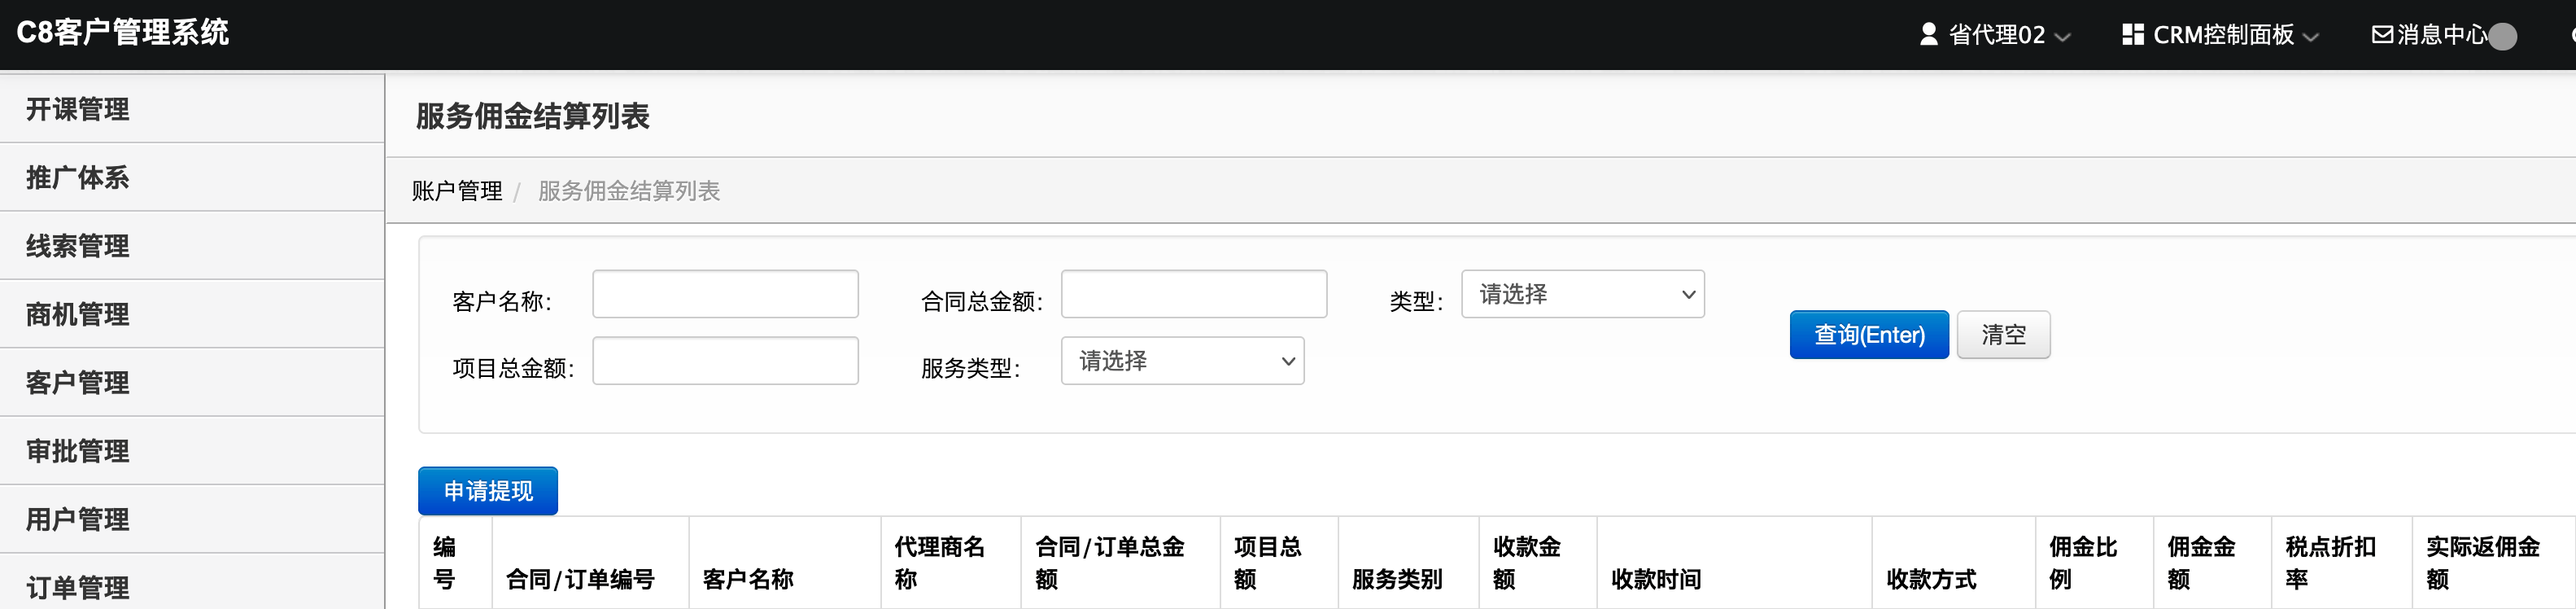 C8客户管理系统
省代理02
CRM控制面板
消息中心
开课管理
推广体系
线索管理
商机管理
客户管理
审批管理
用户管理
订单管理
服务佣金结算列表
账户管理 / 服务佣金结算列表
客户名称：
合同总金额：
类型：
请选择
项目总金额：
服务类型：
请选择
查询(Enter)
清空
申请提现
编号
合同/订单编号
客户名称
代理商名称
合同/订单总金额
项目总额
服务类别
收款金额
收款时间
收款方式
佣金比例
佣金金额
税点折扣率
实际返佣金额